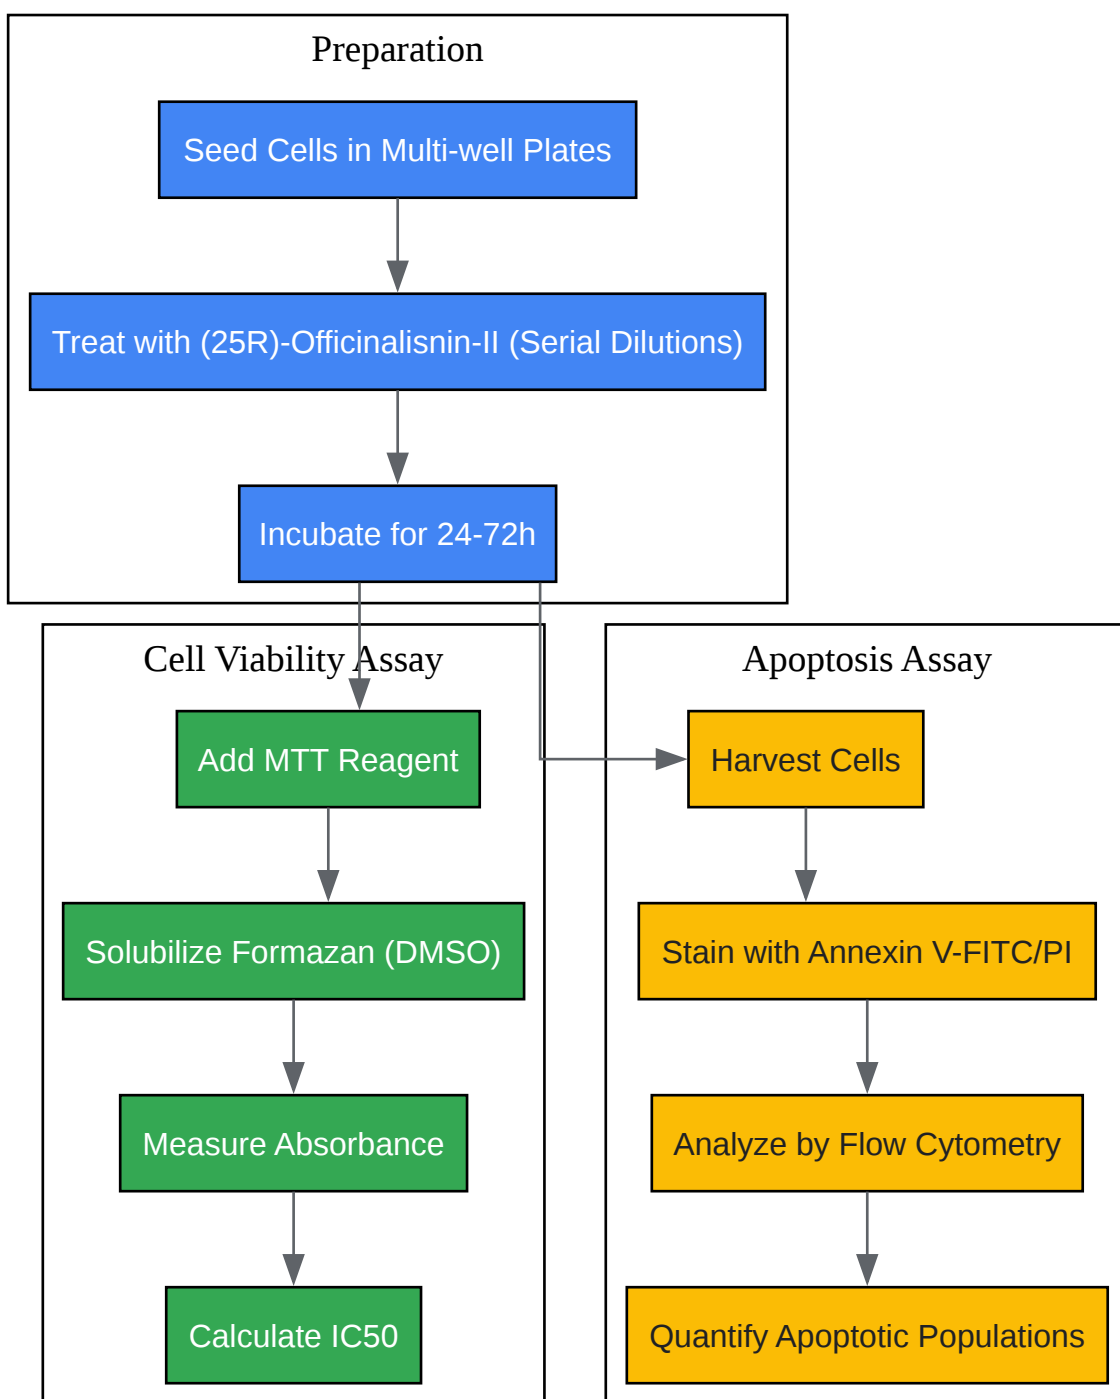 Preparation
Seed Cells in Multi-well Plates
Treat with (25R)-Officinalisnin-II (Serial Dilutions)
Incubate for 24-72h
Cell Viability Assay
Add MTT Reagent
Solubilize Formazan (DMSO)
Measure Absorbance
Calculate IC50
Apoptosis Assay
Harvest Cells
Stain with Annexin V-FITC/PI
Analyze by Flow Cytometry
Quantify Apoptotic Populations